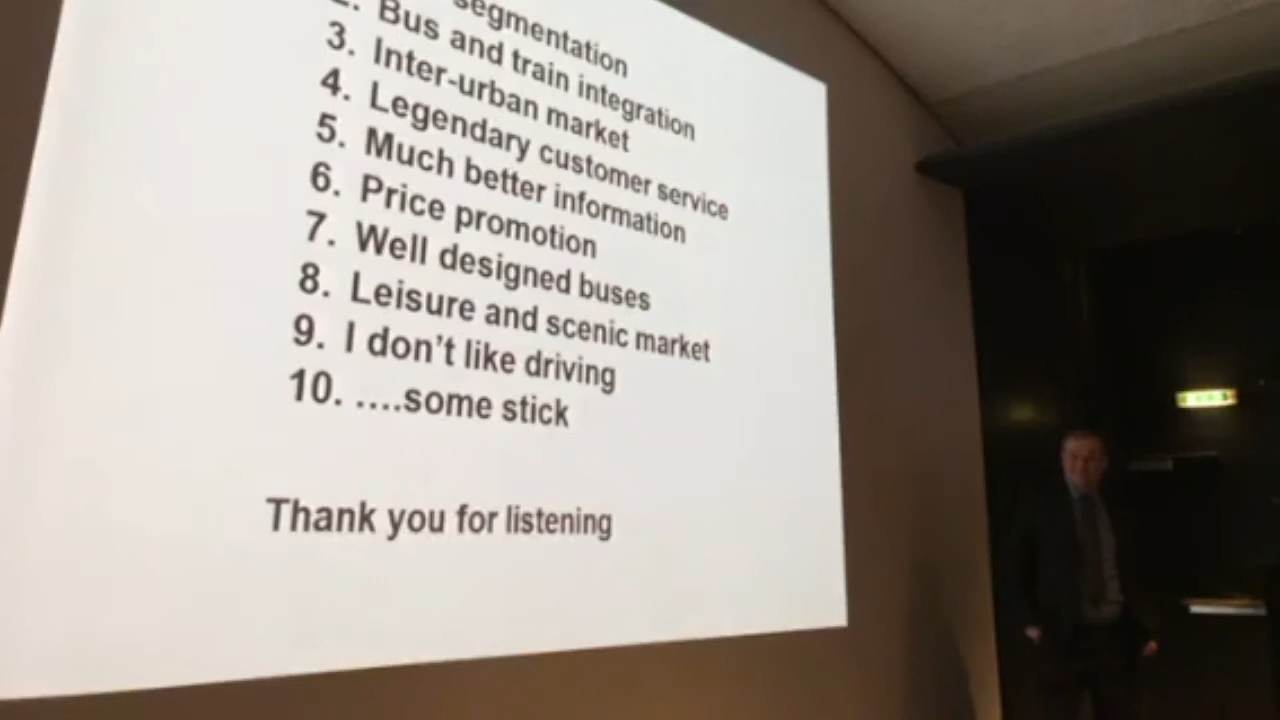 segmentation
2. Bus and train integration
3. Inter-urban market
4. Legendary customer service
5. Much better information
6. Price promotion
7. Well designed buses
8. Leisure and scenic market
9. I don't like driving
10. ....some stick
Thank you for listening